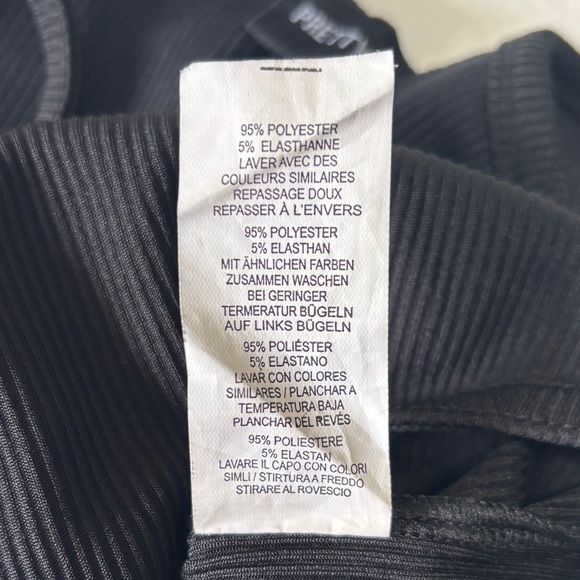 PRETTY
95% POLYESTER
5% ELASTHANNE
LAVER AVEC DES
COULEURS SIMILAIRES
REPASSAGE DOUX
REPASSER À L'ENVERS
95% POLYESTER
5% ELASTHAN
MIT ÄHNLICHEN FARBEN
ZUSAMMEN WASCHEN
BEI GERINGER
TERMERATUR BÜGELN
AUF LINKS BÜGELN
95% POLIÉSTER
5% ELASTANO
LAVAR CON COLORES
SIMILARES / PLANCHAR A
TEMPERATURA BAJA
PLANCHAR DEL REVÉS
95% POLIESTERE
5% ELASTAN
LAVARE IL CAPO CON COLORI
SIMLI / STIRTURA A FREDDO
STIRARE AL ROVESCIO